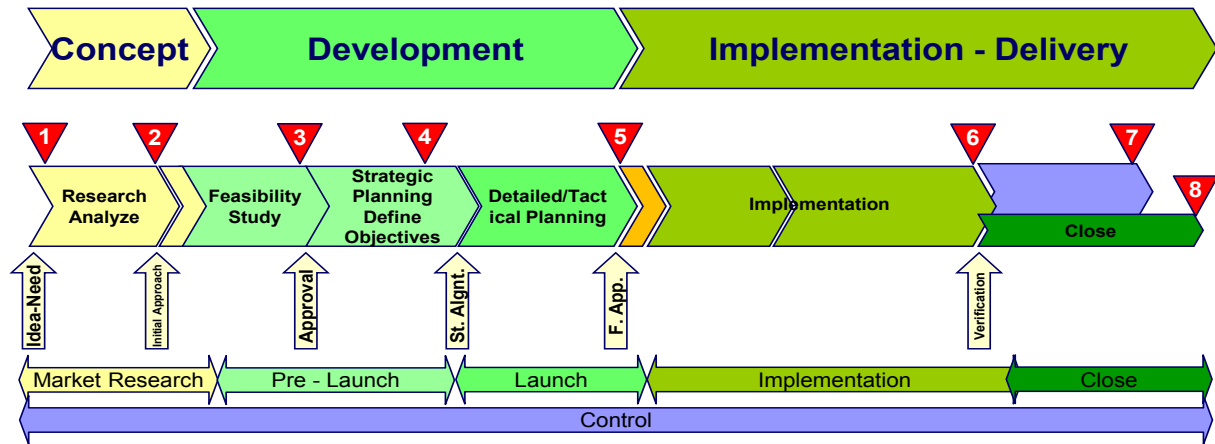 Concept
Development
Implementation - Delivery
1
2
3
4
5
6
7
8
Research
Analyze
Feasibility
Study
Strategic
Planning
Define
Objectives
Detailed/Tact
ical Planning
Implementation
Close
Idea-Need
Initial Approach
Approval
St. Algnt.
F. App.
Verification
Market Research
Pre - Launch
Launch
Implementation
Close
Control